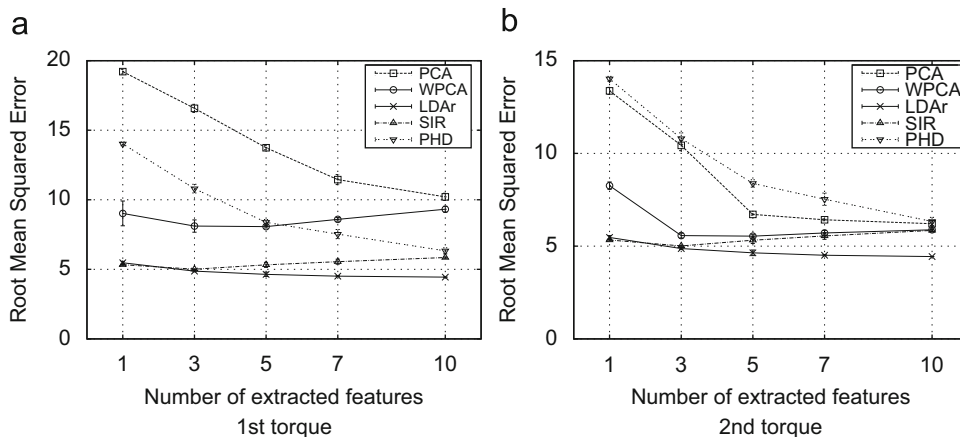 a
20
15
10
5
0
Root Mean Squared Error
PCA
WPCA
LDAr
SIR
PHD
1 3 5 7 10
Number of extracted features
1st torque
b
15
10
5
0
Root Mean Squared Error
PCA
WPCA
LDAr
SIR
PHD
1 3 5 7 10
Number of extracted features
2nd torque